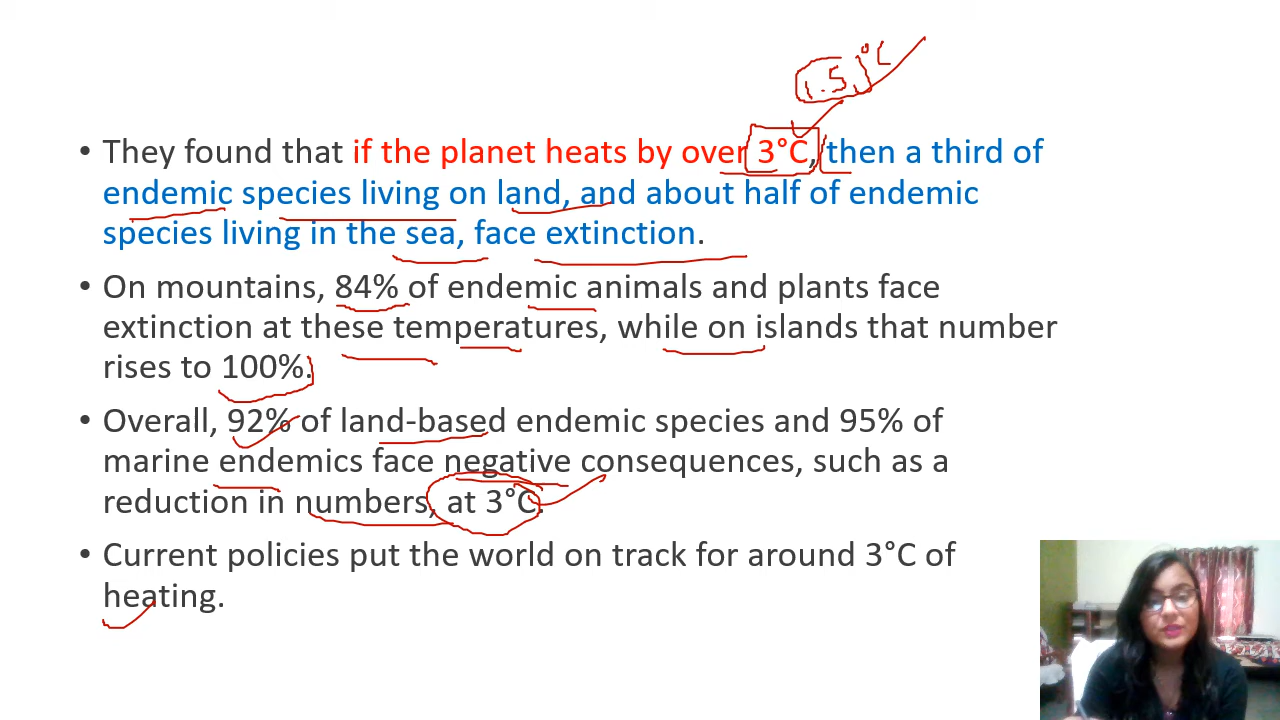 1.5°C
• They found that if the planet heats by over 3°C, then a third of
endemic species living on land, and about half of endemic
species living in the sea, face extinction.
• On mountains, 84% of endemic animals and plants face
extinction at these temperatures, while on islands that number
rises to 100%.
• Overall, 92% of land-based endemic species and 95% of
marine endemics face negative consequences, such as a
reduction in numbers, at 3°C.
• Current policies put the world on track for around 3°C of
heating.